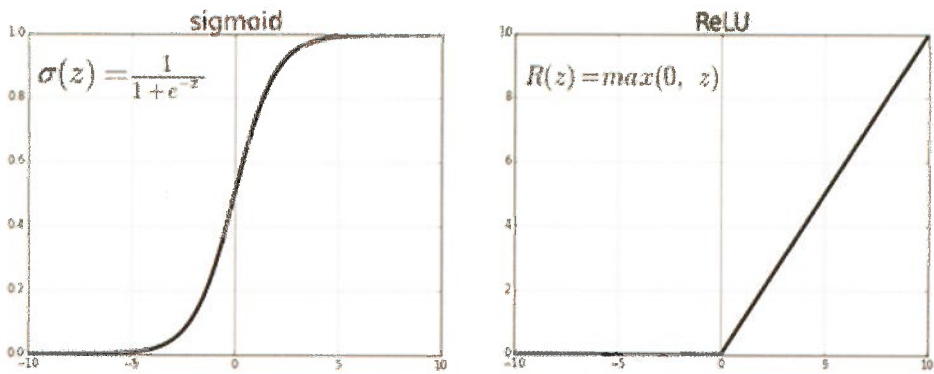 sigmoid
1.0
σ(z) = 1/(1+e^{-z})
0.8
0.6
0.4
0.2
0.0
-10 -5 0 5 10
ReLU
10
R(z) = max(0, z)
8
6
4
2
0
-10 -5 0 5 10